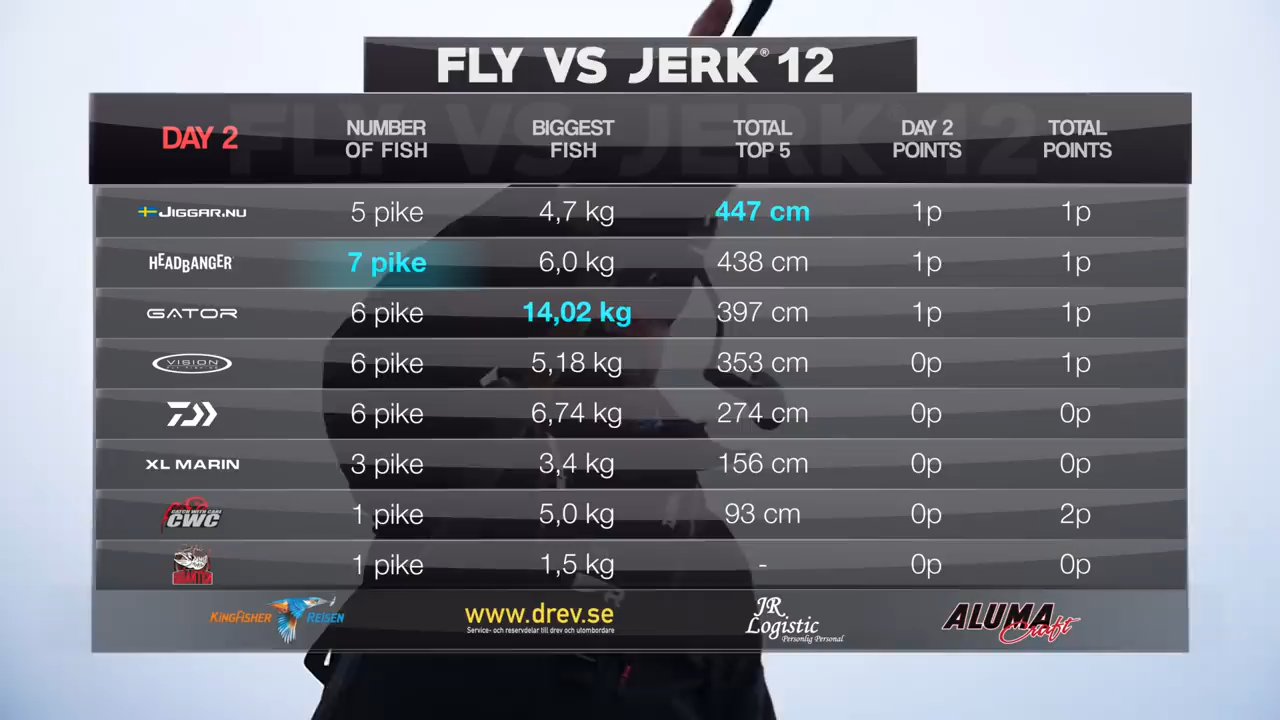 FLY VS JERK® 12
DAY 2 NUMBER OF FISH BIGGEST FISH TOTAL TOP 5 DAY 2 POINTS TOTAL POINTS
JIGGAR.NU 5 pike 4,7 kg 447 cm 1p 1p
HEADBANGER 7 pike 6,0 kg 438 cm 1p 1p
GATOR 6 pike 14,02 kg 397 cm 1p 1p
VISION 6 pike 5,18 kg 353 cm 0p 1p
6 pike 6,74 kg 274 cm 0p 0p
XL MARIN 3 pike 3,4 kg 156 cm 0p 0p
CATCH WITH CARE CWC 1 pike 5,0 kg 93 cm 0p 2p
1 pike 1,5 kg - 0p 0p
KINGFISHER REISEN www.drev.se JR. Logistic ALUMA Craft
Service- och reservdelar till drev och utombordare Personlig Personal